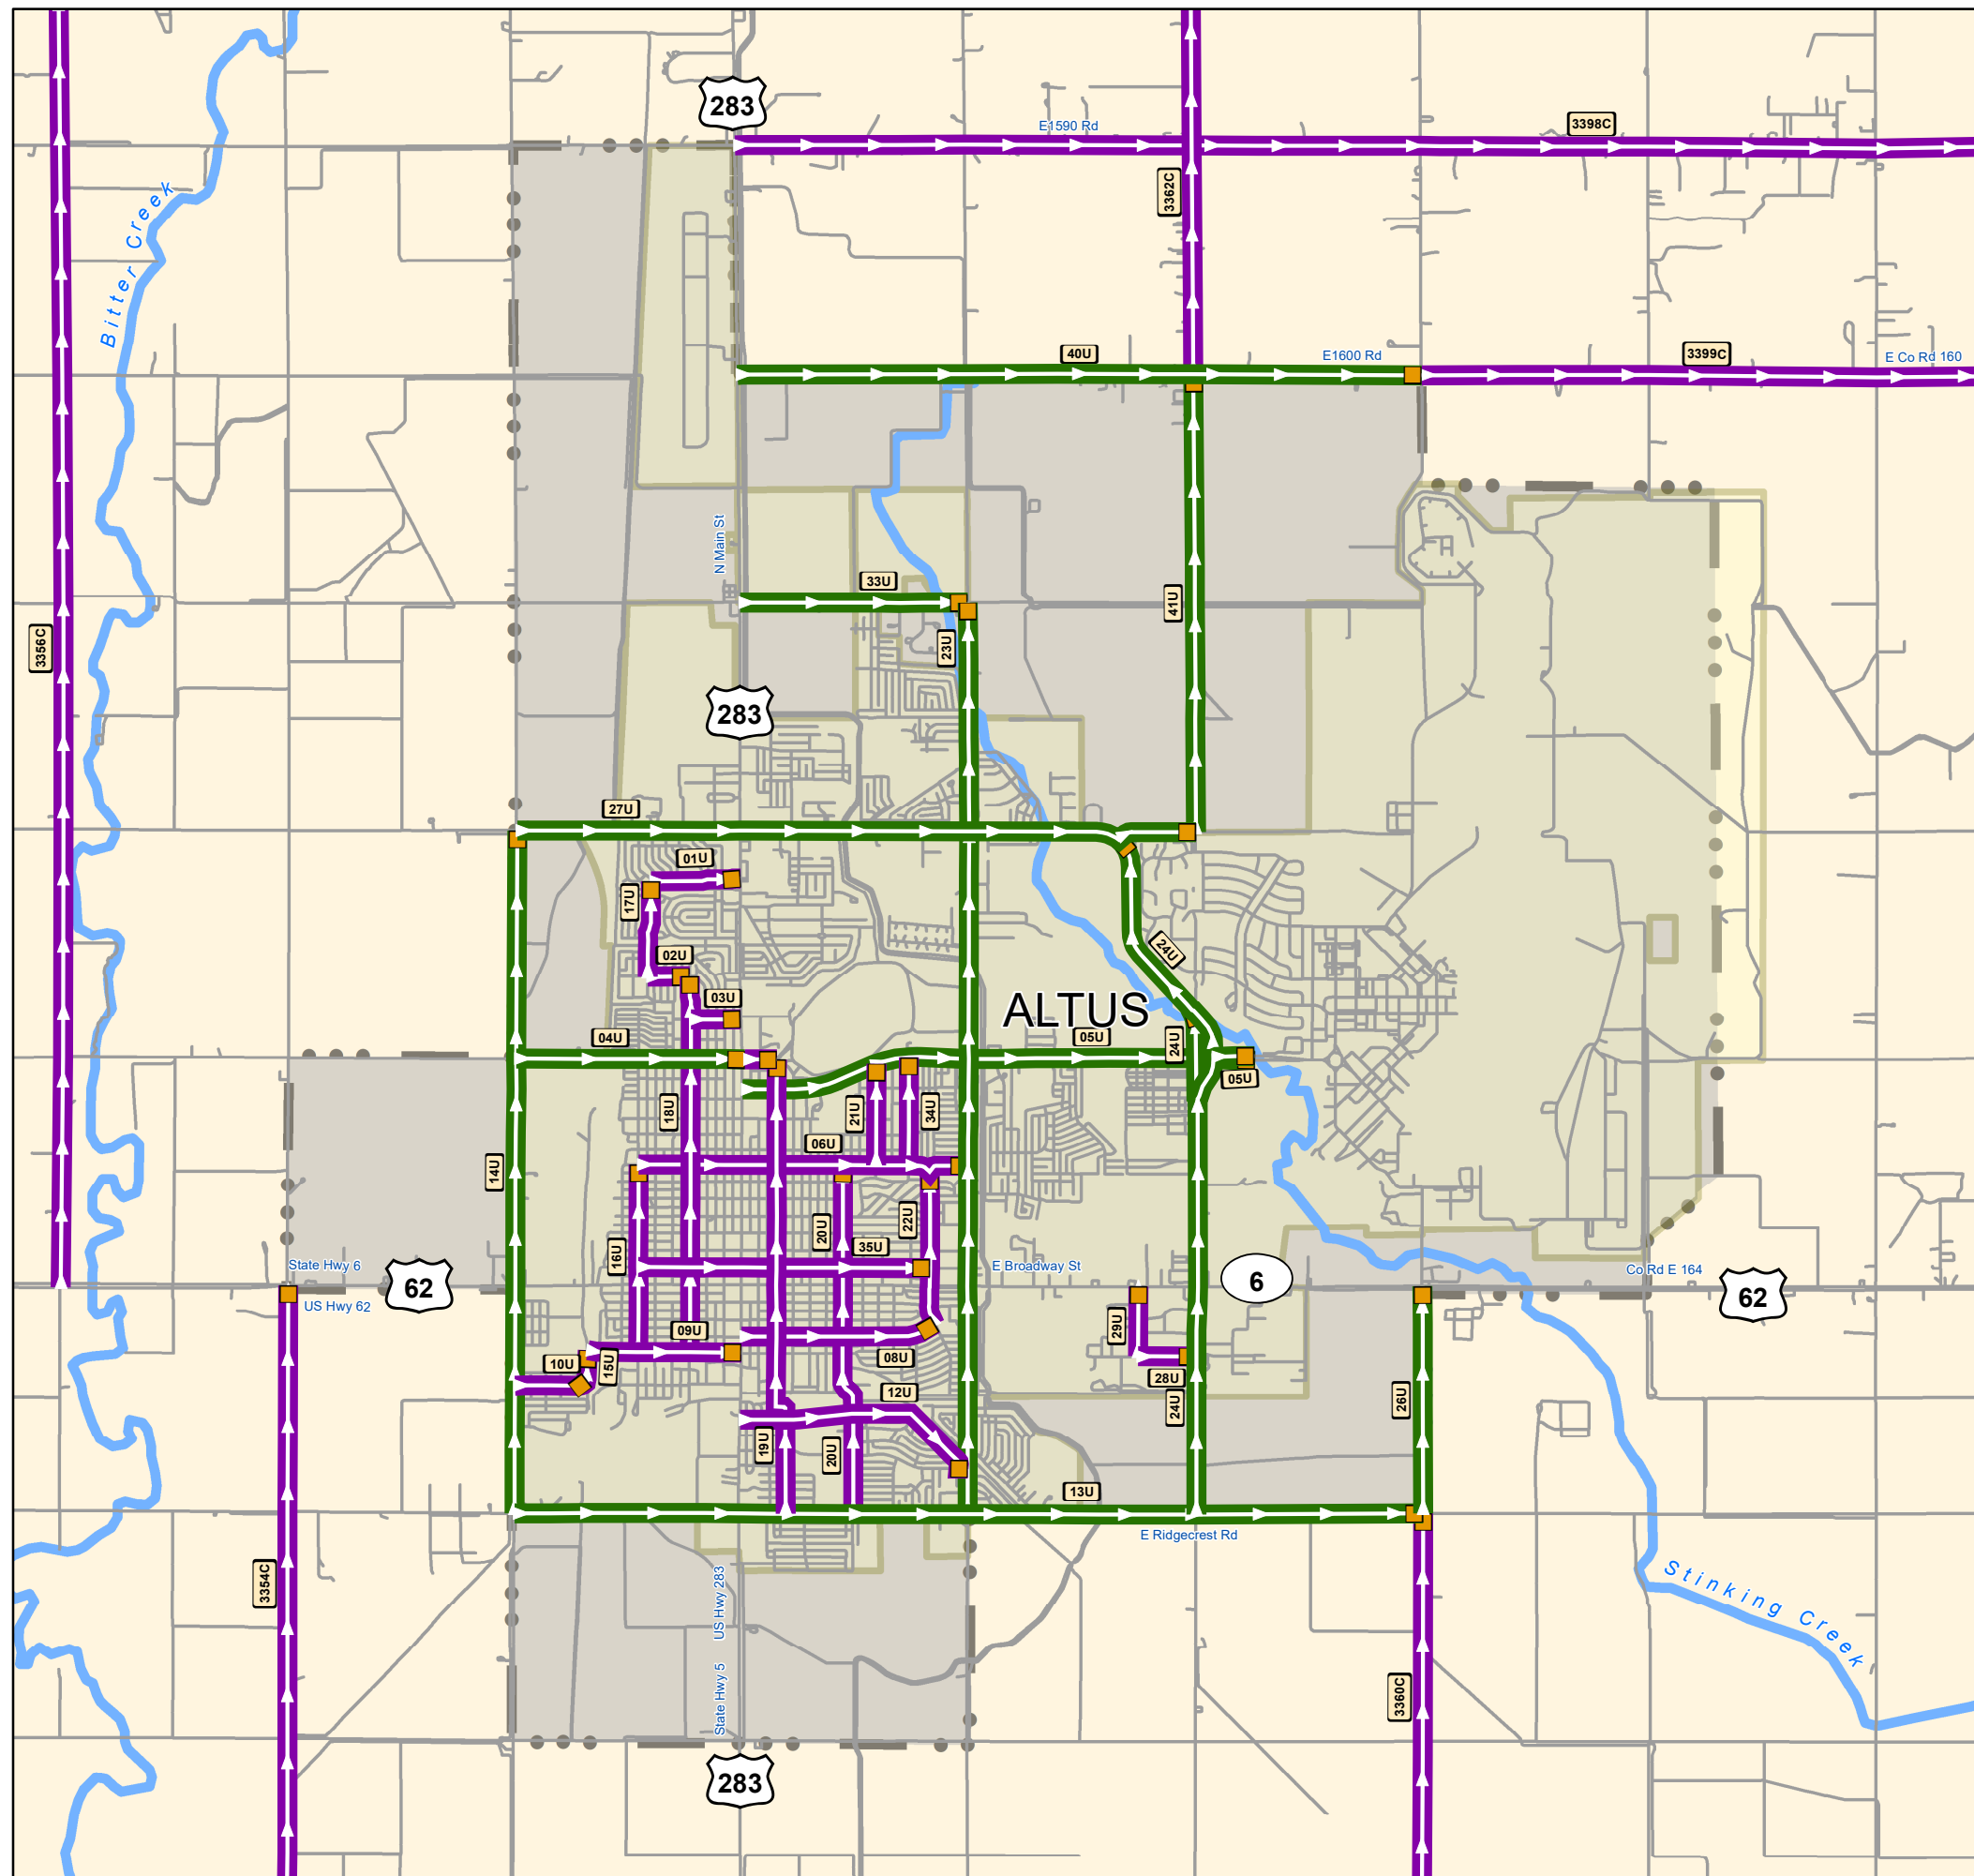 283
E1590 Rd
3398C
3362C
Bitter Creek
40U
E1600 Rd
3399C
E Co Rd 160
N Main St
33U
41U
3356C
23U
283
27U
01U
17U
02U
24U
03U
ALTUS
04U
05U
24U
05U
18U
21U
34U
06U
14U
20U
22U
35U
16U
State Hwy 6
62
US Hwy 62
E Broadway St
6
Co Rd E 164
62
29U
09U
10U
15U
08U
28U
12U
24U
26U
19U
20U
13U
E Ridgecrest Rd
3354C
US Hwy 283
Stinking Creek
State Hwy 5
3360C
283